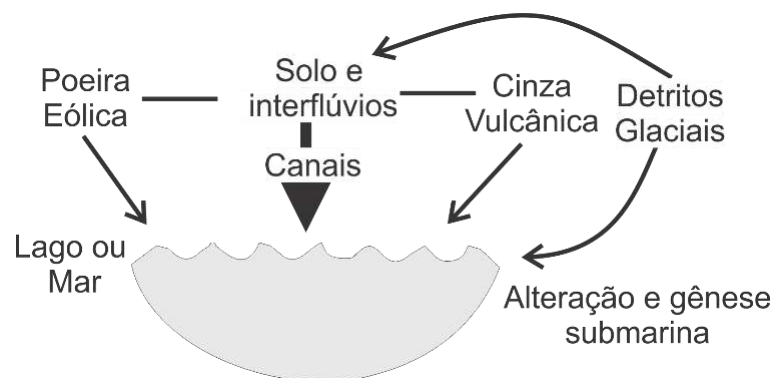 Poeira
Eólica
Solo e
interflúvios
Cinza
Vulcânica
Detritos
Glaciais
Canais
Lago ou
Mar
Alteração e gênese
submarina